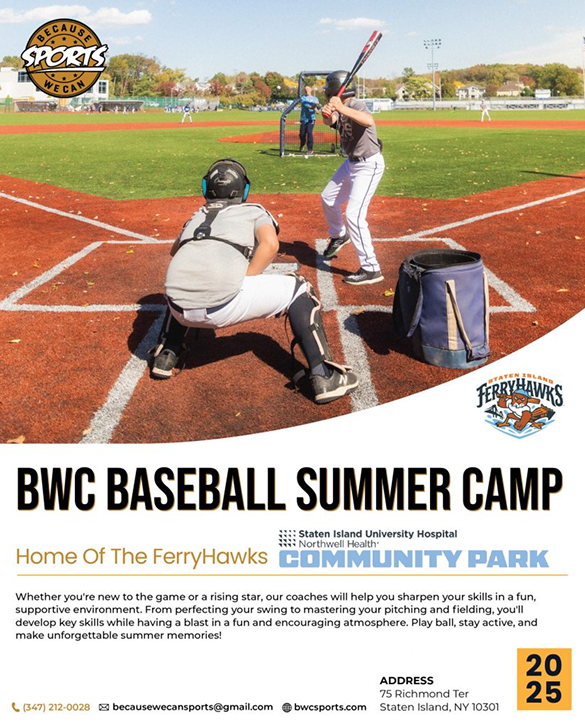 BECAUSE
SPORTS
WE CAN
STATEN ISLAND
FERRYHAWKS
BWC BASEBALL SUMMER CAMP
Staten Island University Hospital
Northwell Health
Home Of The FerryHawks COMMUNITY PARK
Whether you're new to the game or a rising star, our coaches will help you sharpen your skills in a fun,
supportive environment. From perfecting your swing to mastering your pitching and fielding, you'll
develop key skills while having a blast in a fun and encouraging atmosphere. Play ball, stay active, and
make unforgettable summer memories!
20
25
ADDRESS
75 Richmond Ter
Staten Island, NY 10301
(347) 212-0028 becausewecansports@gmail.com bwcsports.com